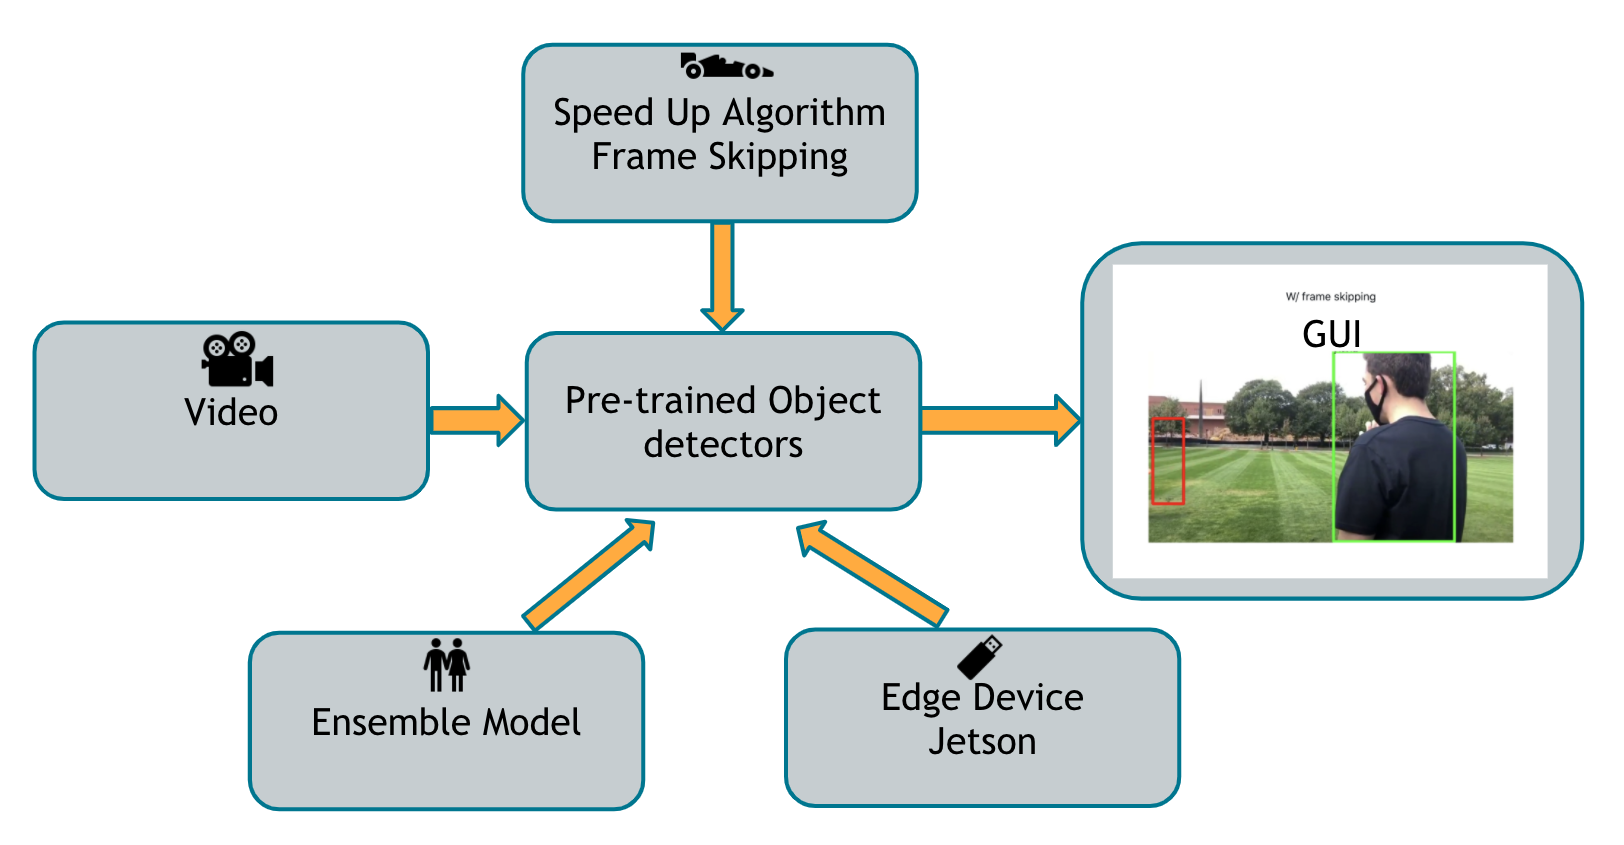 Speed Up Algorithm
Frame Skipping
Video
Pre-trained Object
detectors
W/ frame skipping
GUI
Ensemble Model
Edge Device
Jetson